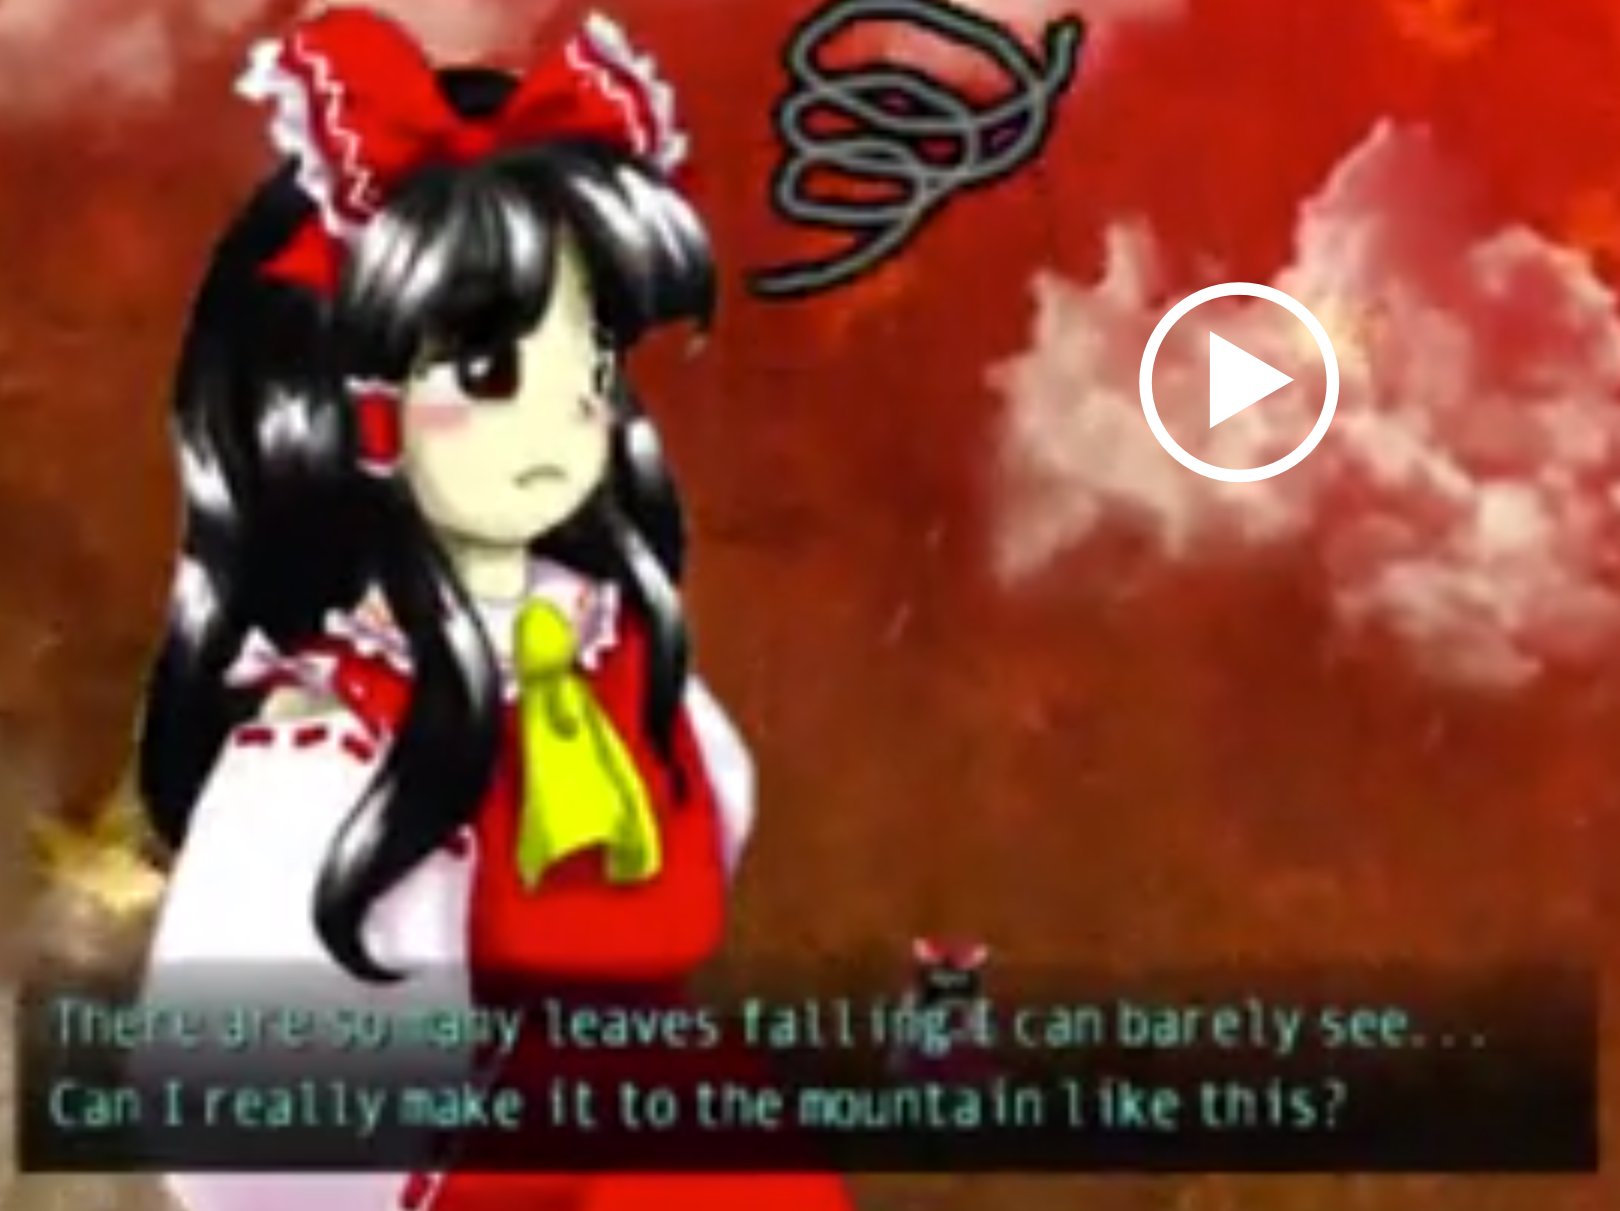 There are so many leaves falling I can barely see...
Can I really make it to the mountain like this?